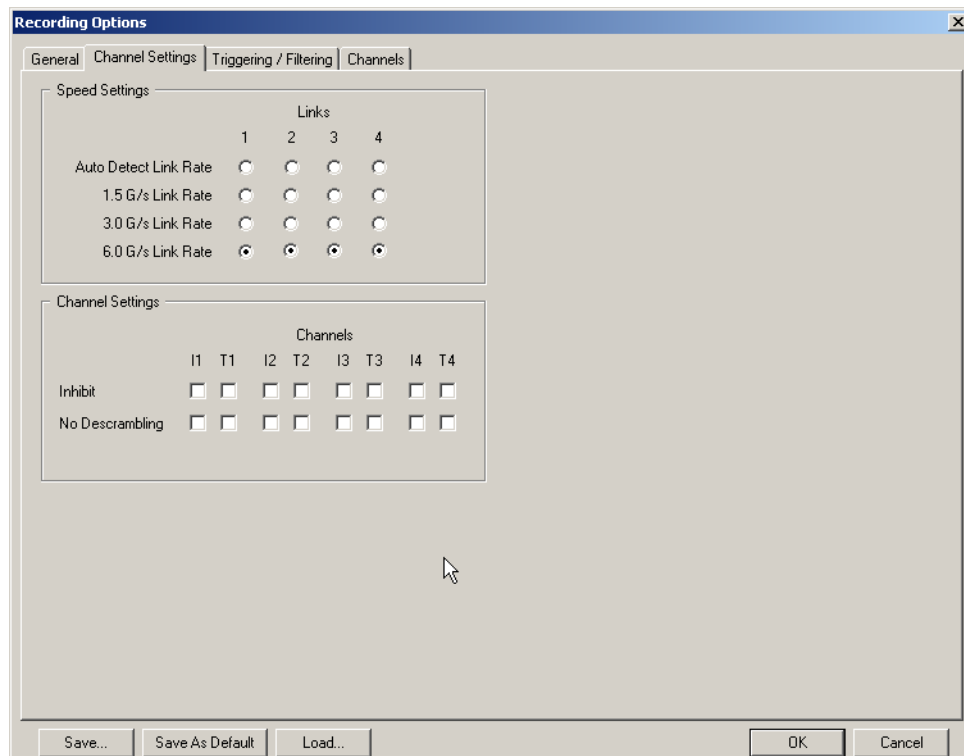 Recording Options
General Channel Settings Triggering / Filtering Channels
Speed Settings
Links
1 2 3 4
Auto Detect Link Rate
1.5 G/s Link Rate
3.0 G/s Link Rate
6.0 G/s Link Rate
Channel Settings
Channels
I1 T1 I2 T2 I3 T3 I4 T4
Inhibit
No Descrambling
Save... Save As Default Load... OK Cancel